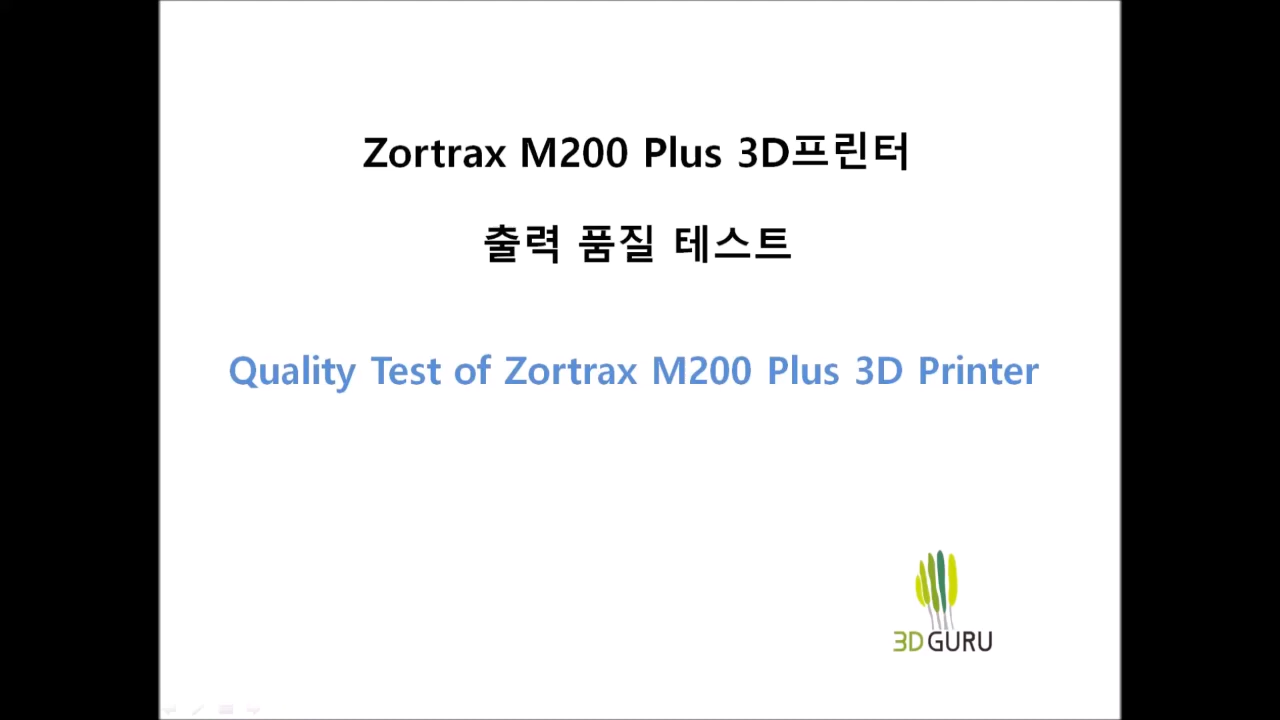 Zortrax M200 Plus 3D프린터
출력 품질 테스트
Quality Test of Zortrax M200 Plus 3D Printer
3D GURU